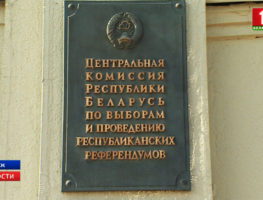 ЦЕНТРАЛЬНАЯ
КОМИССИЯ
РЕСПУБЛИКИ
БЕЛАРУСЬ
ПО ВЫБОРАМ
И ПРОВЕДЕНИЮ
РЕСПУБЛИКАНСКИХ
РЕФЕРЕНДУМОВ